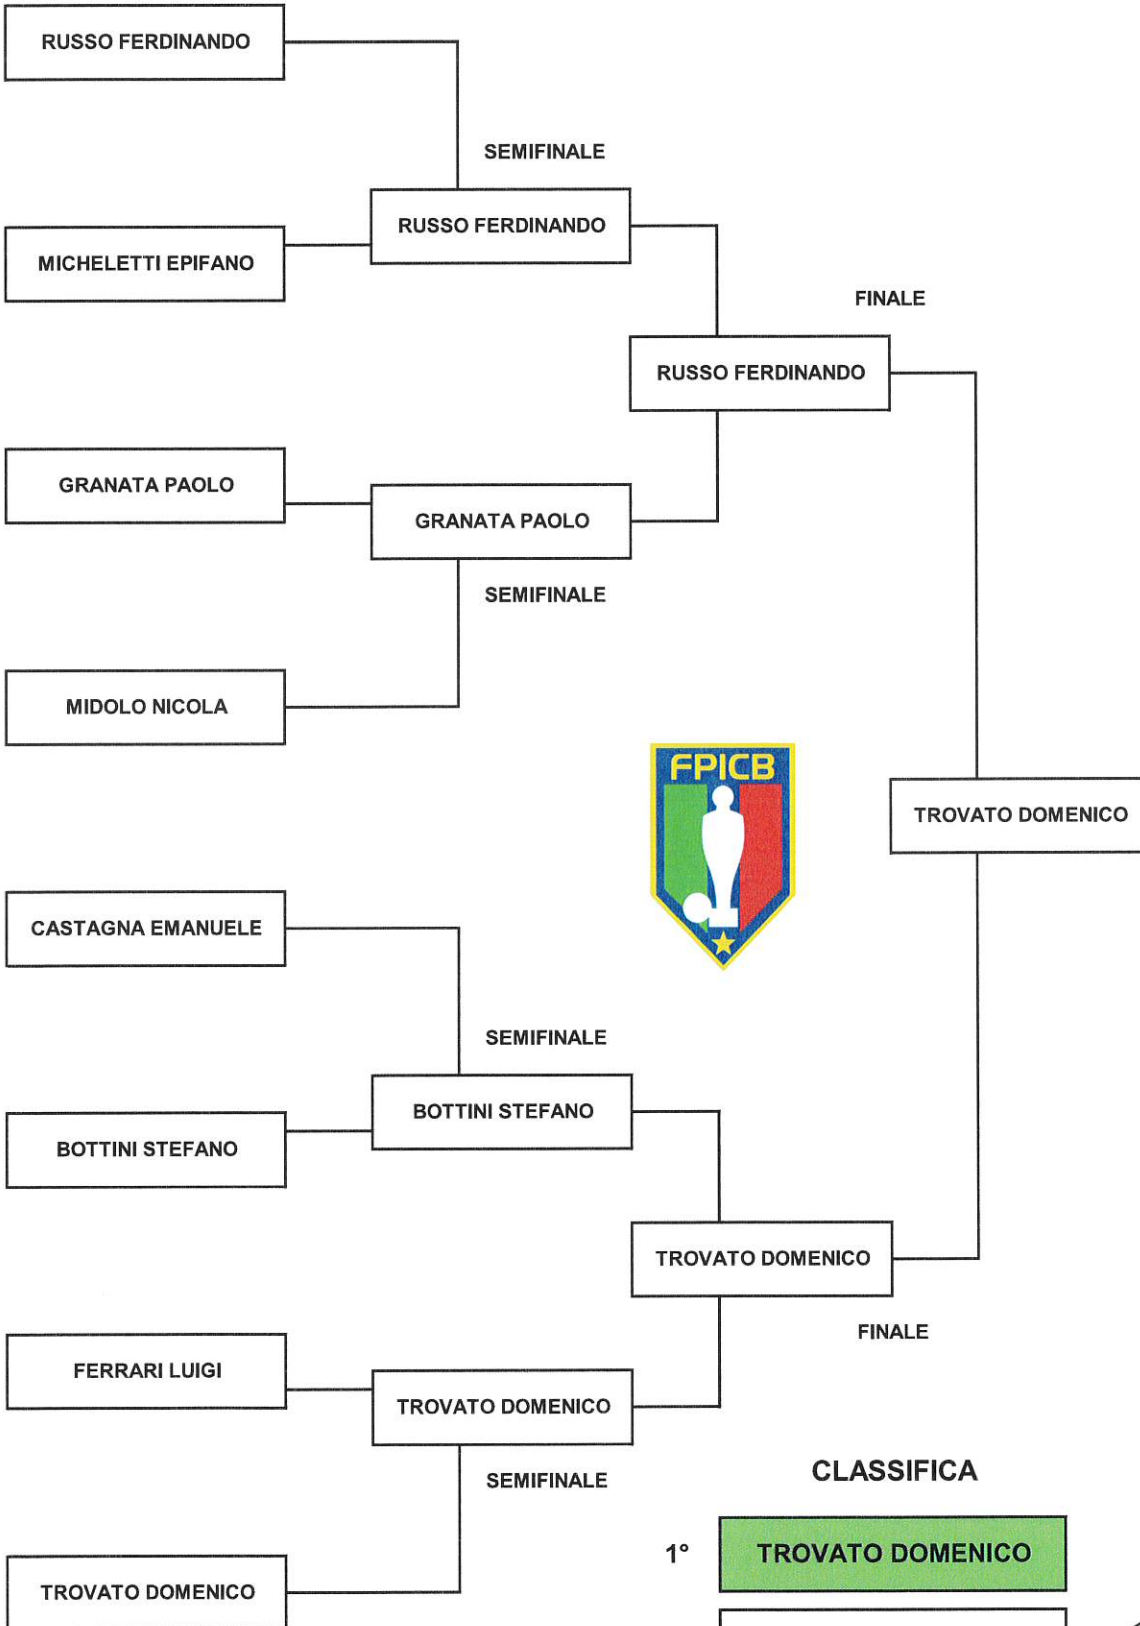 RUSSO FERDINANDO
SEMIFINALE
RUSSO FERDINANDO
MICHELETTI EPIFANO
FINALE
RUSSO FERDINANDO
GRANATA PAOLO
GRANATA PAOLO
SEMIFINALE
MIDOLO NICOLA
FPICB
TROVATO DOMENICO
CASTAGNA EMANUELE
SEMIFINALE
BOTTINI STEFANO
BOTTINI STEFANO
TROVATO DOMENICO
FINALE
FERRARI LUIGI
TROVATO DOMENICO
CLASSIFICA
SEMIFINALE
1° TROVATO DOMENICO
TROVATO DOMENICO